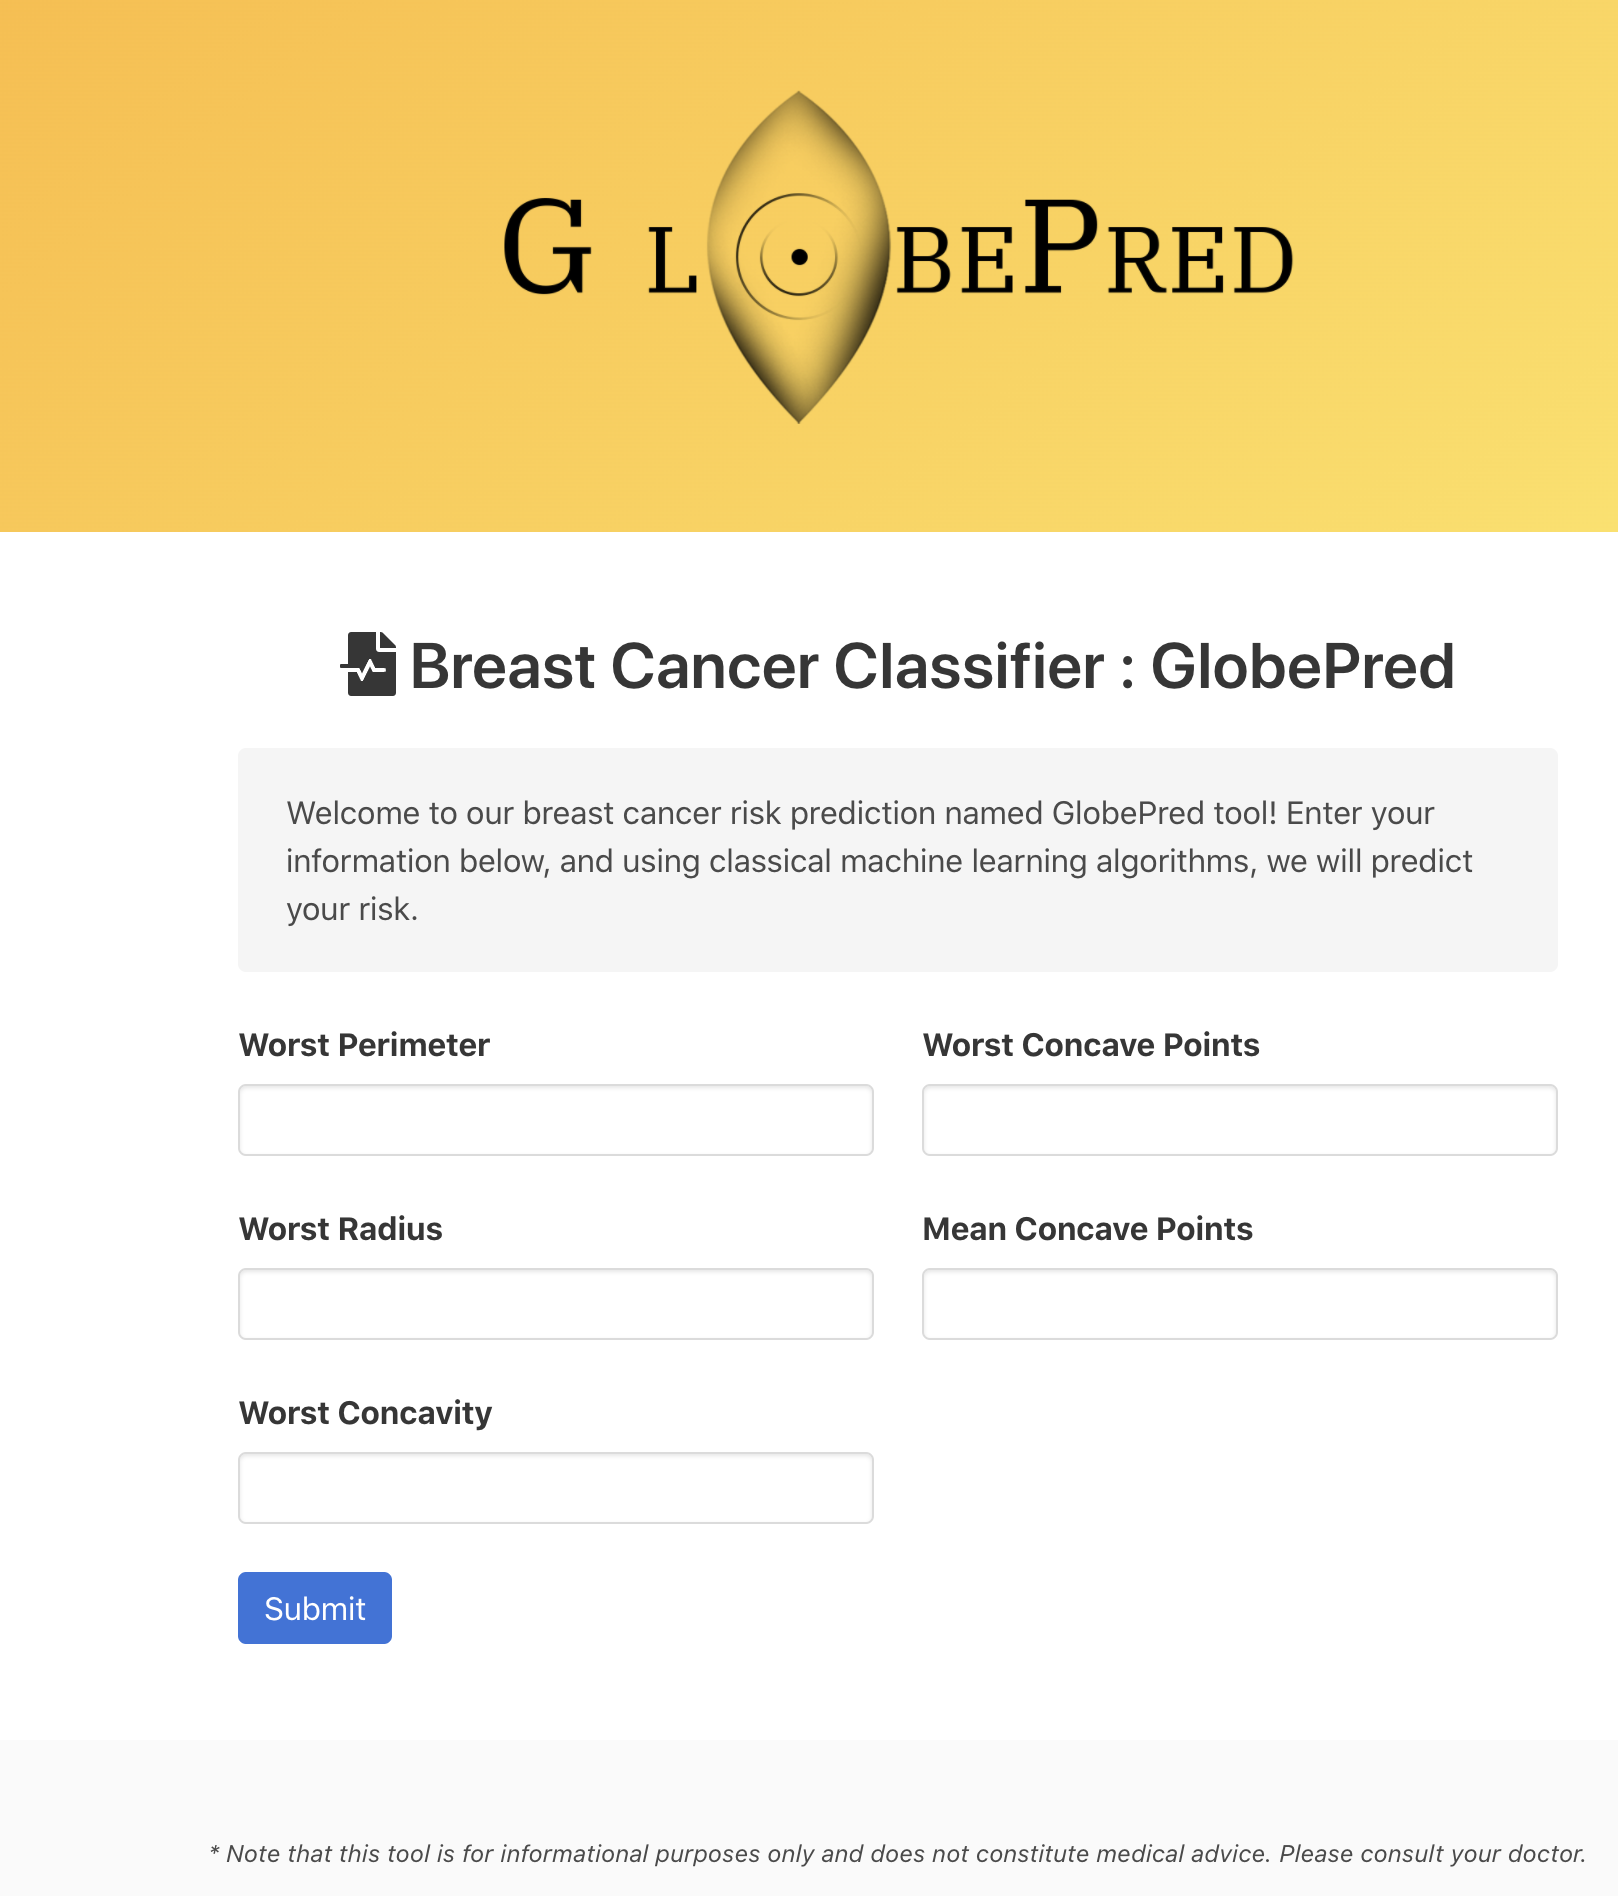 GLOBEPRED
Breast Cancer Classifier : GlobePred
Welcome to our breast cancer risk prediction named GlobePred tool! Enter your
information below, and using classical machine learning algorithms, we will predict
your risk.
Worst Perimeter
Worst Concave Points
Worst Radius
Mean Concave Points
Worst Concavity
Submit
* Note that this tool is for informational purposes only and does not constitute medical advice. Please consult your doctor.